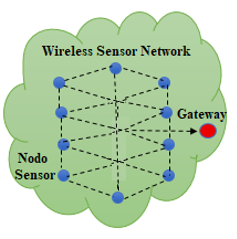 Wireless Sensor Network
Gateway
Nodo
Sensor